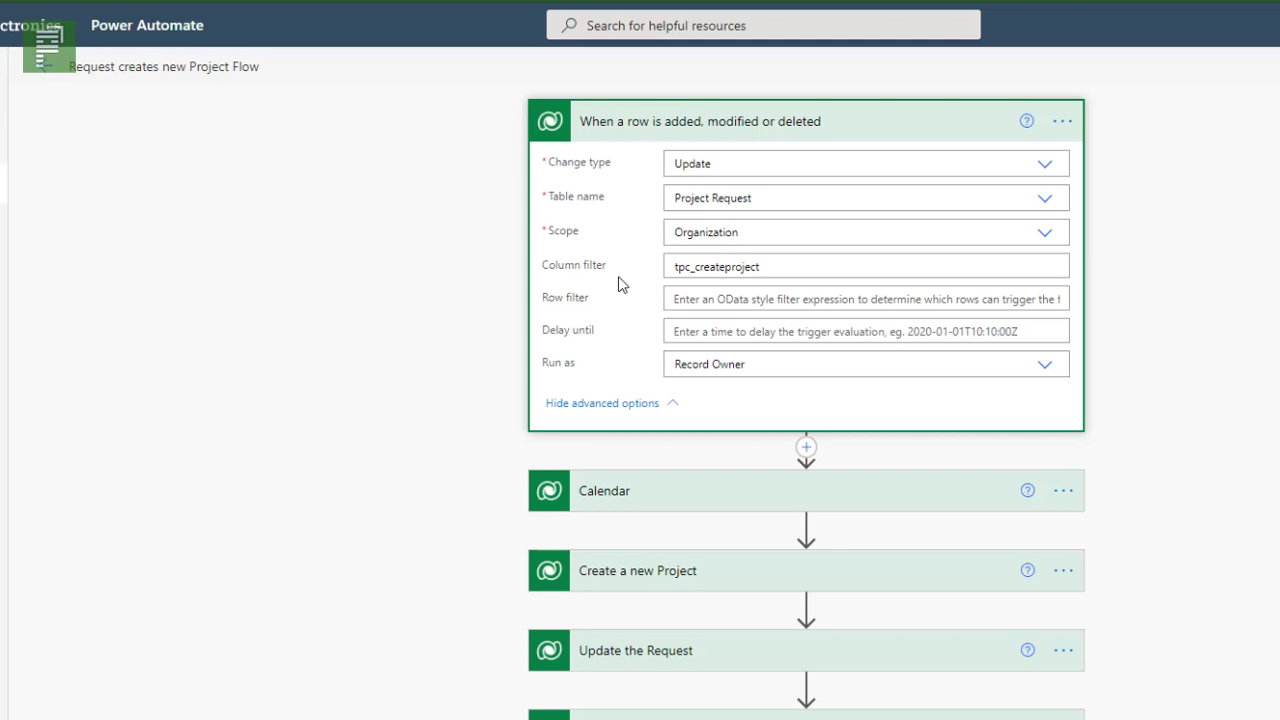 ctronics Power Automate
Search for helpful resources
Request creates new Project Flow
When a row is added, modified or deleted
* Change type
Update
* Table name
Project Request
* Scope
Organization
Column filter
tpc_createproject
Row filter
Enter an OData style filter expression to determine which rows can trigger the f
Delay until
Enter a time to delay the trigger evaluation, eg. 2020-01-01T10:10:00Z
Run as
Record Owner
Hide advanced options
Calendar
Create a new Project
Update the Request